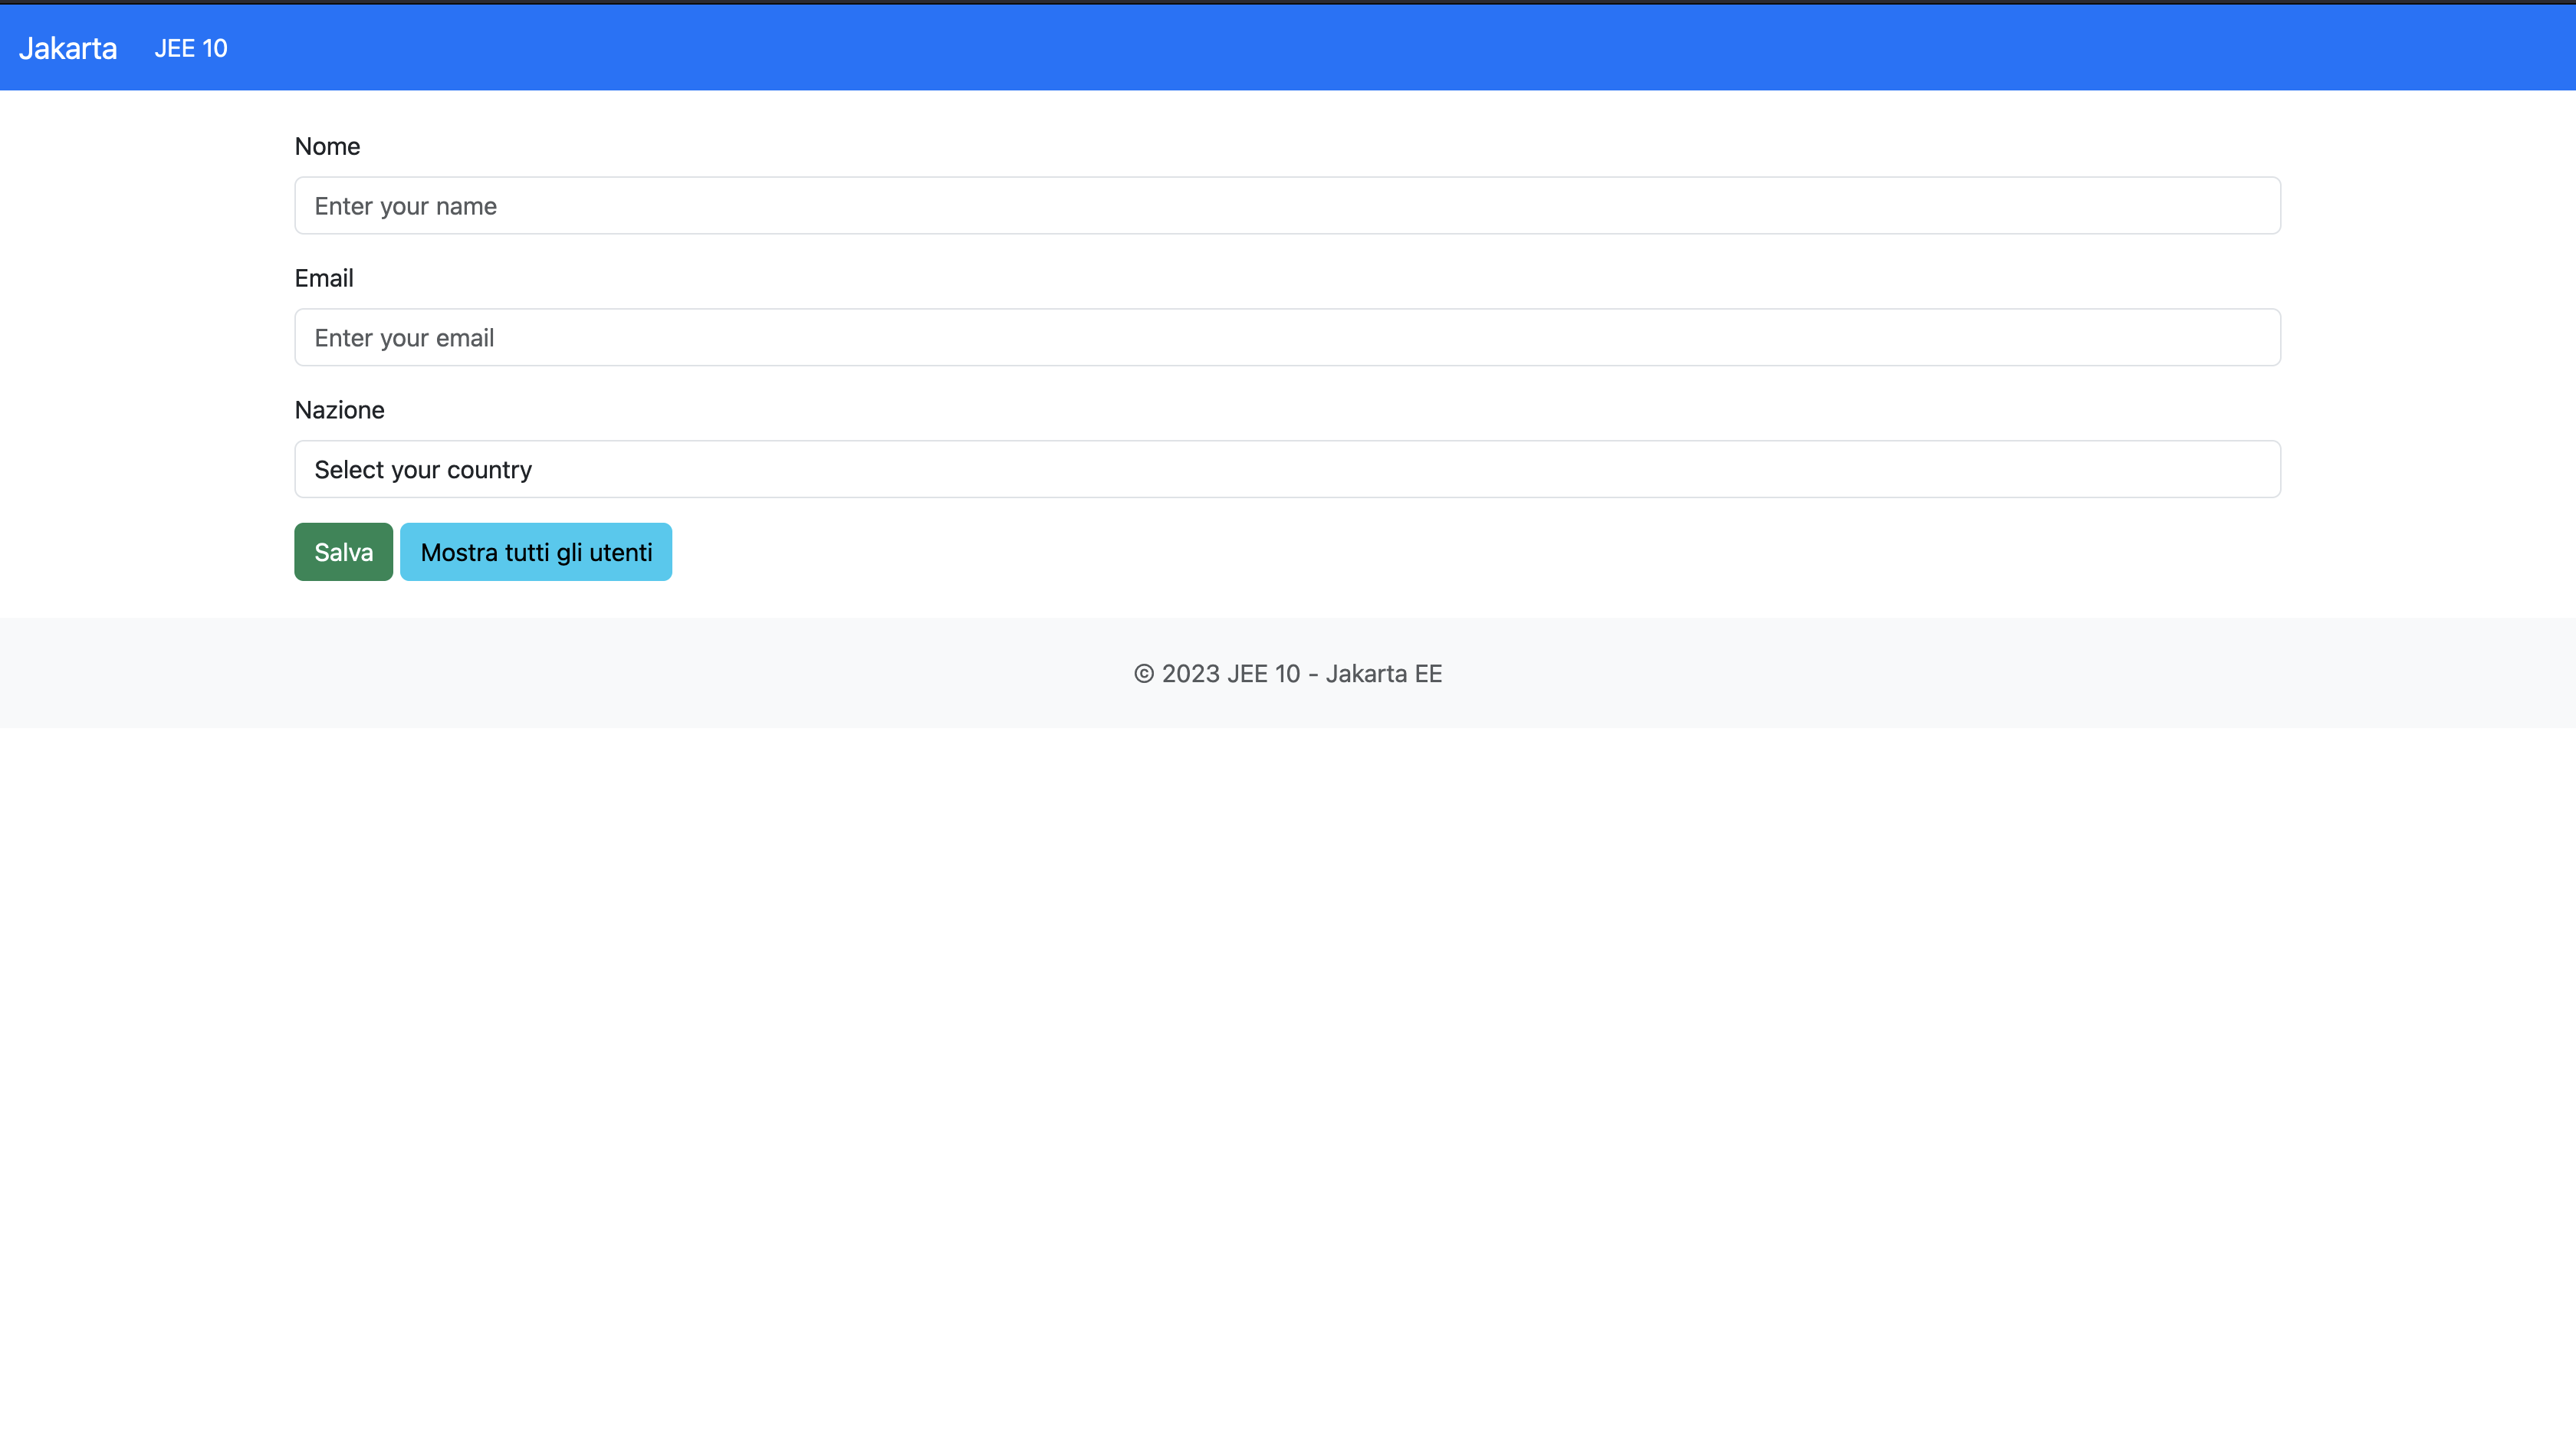 Jakarta JEE 10
Nome
Enter your name
Email
Enter your email
Nazione
Select your country
Salva Mostra tutti gli utenti
© 2023 JEE 10 - Jakarta EE